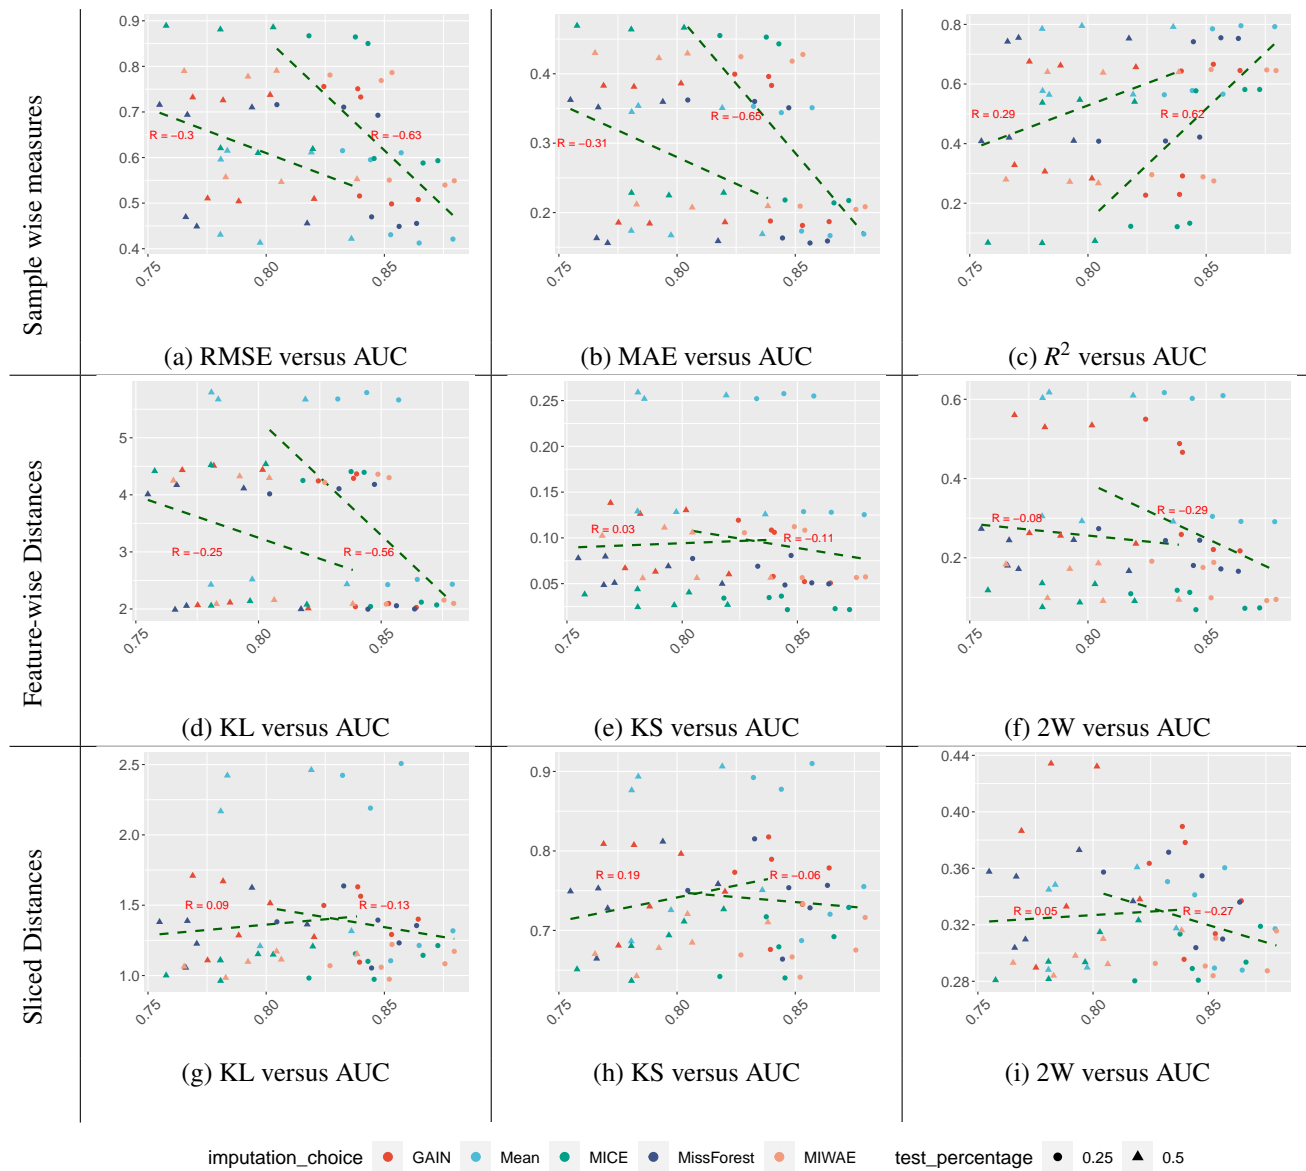 Sample wise measures
0.9
0.8
0.7
0.6
0.5
0.4
R = −0.3
R = −0.63
0.75
0.80
0.85
(a) RMSE versus AUC
0.4
0.3
0.2
R = −0.31
R = −0.65
0.75
0.80
0.85
(b) MAE versus AUC
0.8
0.6
0.4
0.2
R = 0.29
R = 0.62
0.75
0.80
0.85
(c) R² versus AUC
Feature-wise Distances
5
4
3
2
R = −0.25
R = −0.56
0.75
0.80
0.85
(d) KL versus AUC
0.25
0.20
0.15
0.10
0.05
R = 0.03
R = −0.11
0.75
0.80
0.85
(e) KS versus AUC
0.6
0.4
0.2
R = −0.08
R = −0.29
0.75
0.80
0.85
(f) 2W versus AUC
Sliced Distances
2.5
2.0
1.5
1.0
R = 0.09
R = −0.13
0.75
0.80
0.85
(g) KL versus AUC
0.9
0.8
0.7
R = 0.19
R = −0.06
0.75
0.80
0.85
(h) KS versus AUC
0.44
0.40
0.36
0.32
0.28
R = 0.05
R = −0.27
0.75
0.80
0.85
(i) 2W versus AUC
imputation_choice GAIN Mean MICE MissForest MIWAE test_percentage 0.25 0.5